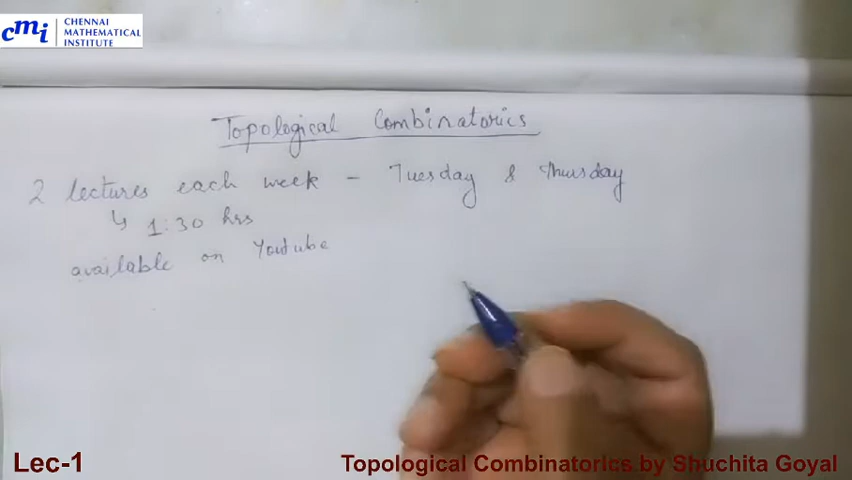 cmi CHENNAI
MATHEMATICAL
INSTITUTE
Topological Combinatorics
2 lectures each week – Tuesday & Thursday
↳ 1:30 hrs
available on Youtube
Lec-1
Topological Combinatorics by Shuchita Goyal